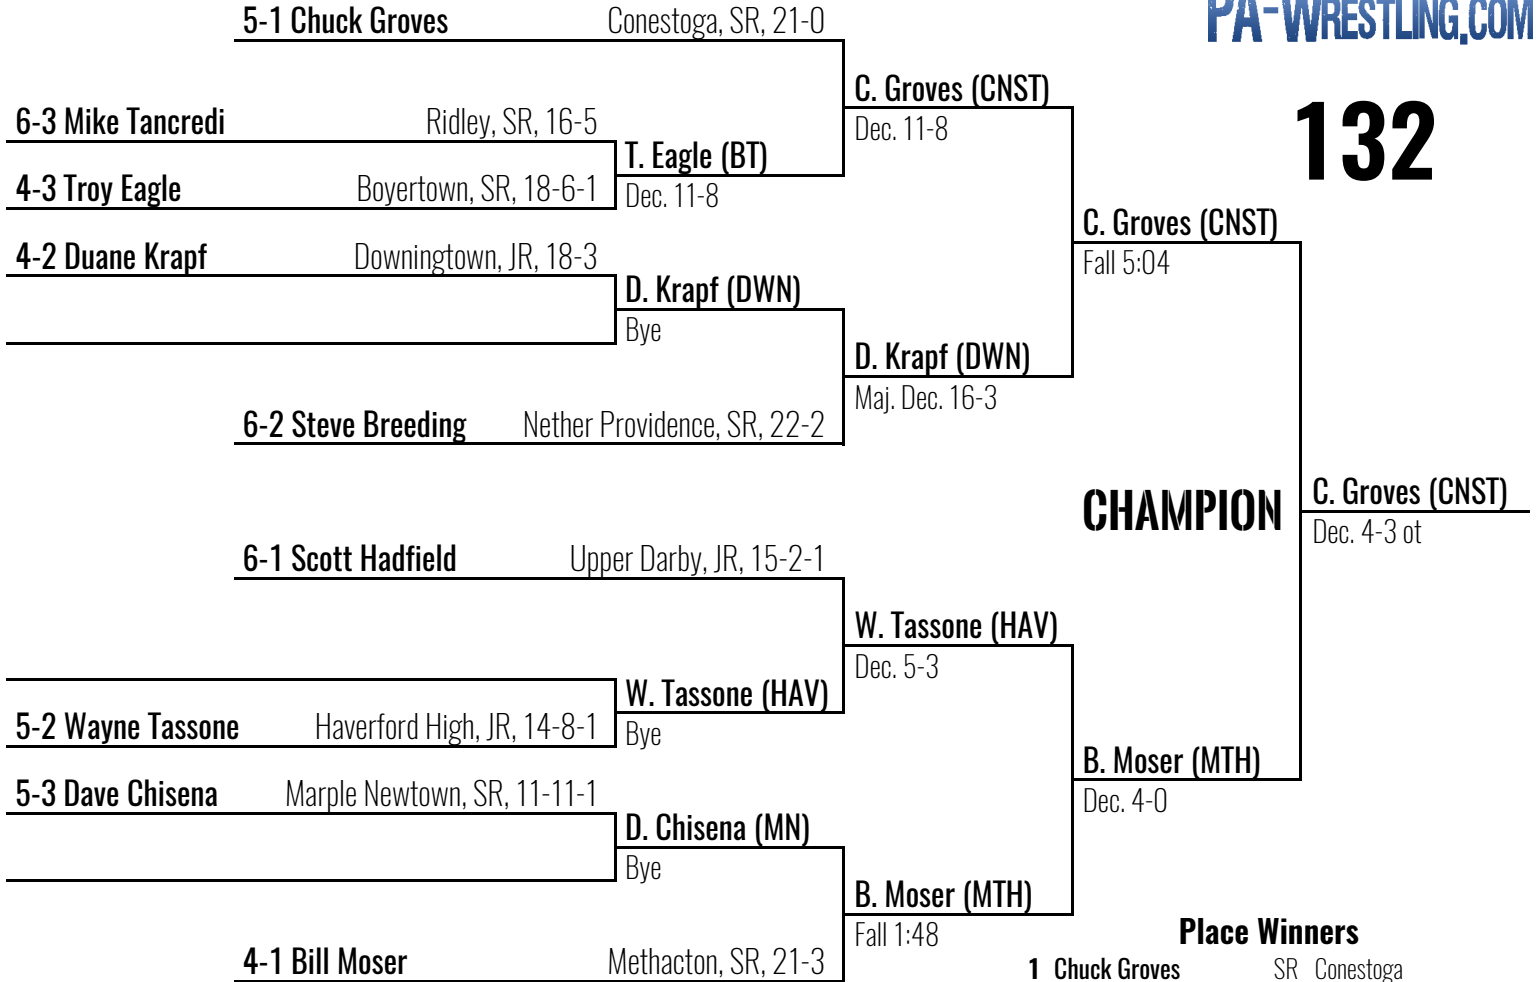 PA-WRESTLING.COM
132
5-1 Chuck Groves Conestoga, SR, 21-0
C. Groves (CNST)
Dec. 11-8
6-3 Mike Tancredi Ridley, SR, 16-5
T. Eagle (BT)
Dec. 11-8
4-3 Troy Eagle Boyertown, SR, 18-6-1
C. Groves (CNST)
Fall 5:04
4-2 Duane Krapf Downingtown, JR, 18-3
D. Krapf (DWN)
Bye
D. Krapf (DWN)
Maj. Dec. 16-3
6-2 Steve Breeding Nether Providence, SR, 22-2
CHAMPION
C. Groves (CNST)
Dec. 4-3 ot
6-1 Scott Hadfield Upper Darby, JR, 15-2-1
W. Tassone (HAV)
Dec. 5-3
W. Tassone (HAV)
Bye
5-2 Wayne Tassone Haverford High, JR, 14-8-1
B. Moser (MTH)
Dec. 4-0
5-3 Dave Chisena Marple Newtown, SR, 11-11-1
D. Chisena (MN)
Bye
B. Moser (MTH)
Fall 1:48
4-1 Bill Moser Methacton, SR, 21-3
Place Winners
1 Chuck Groves SR Conestoga